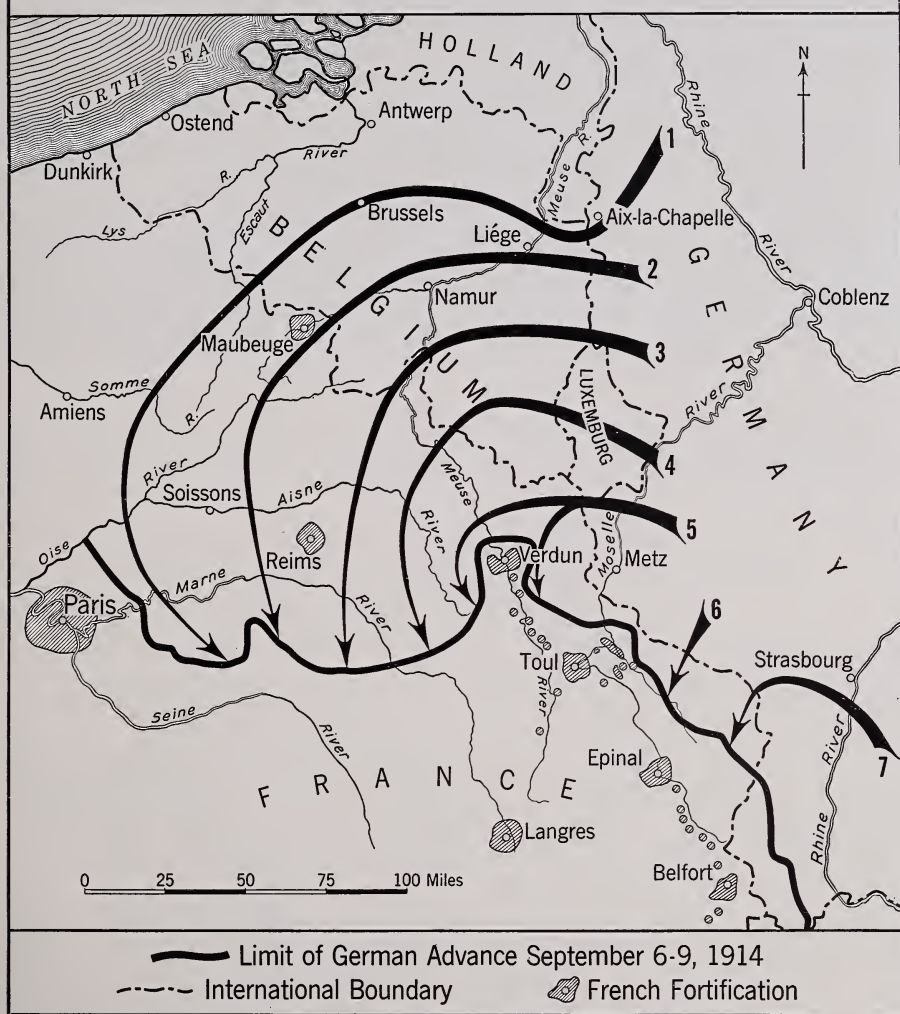 HOLLAND
NORTH SEA
N
Rhine
River
Ostend
Antwerp
Dunkirk
R.
River
Meuse
R.
1
Lys
Escaut
Brussels
Aix-la-Chapelle
Liége
BELGIUM
GERMANY
2
Namur
Coblenz
Maubeuge
3
Somme
Amiens
R.
LUXEMBURG
River
4
River
Soissons
Aisne
Meuse
River
5
Oise
Reims
Verdun
Moselle
Metz
Paris
Marne
River
6
Toul
Strasbourg
Seine
River
River
River
7
Epinal
FRANCE
Langres
Rhine
Belfort
0 25 50 75 100 Miles
Limit of German Advance September 6-9, 1914
International Boundary
French Fortification